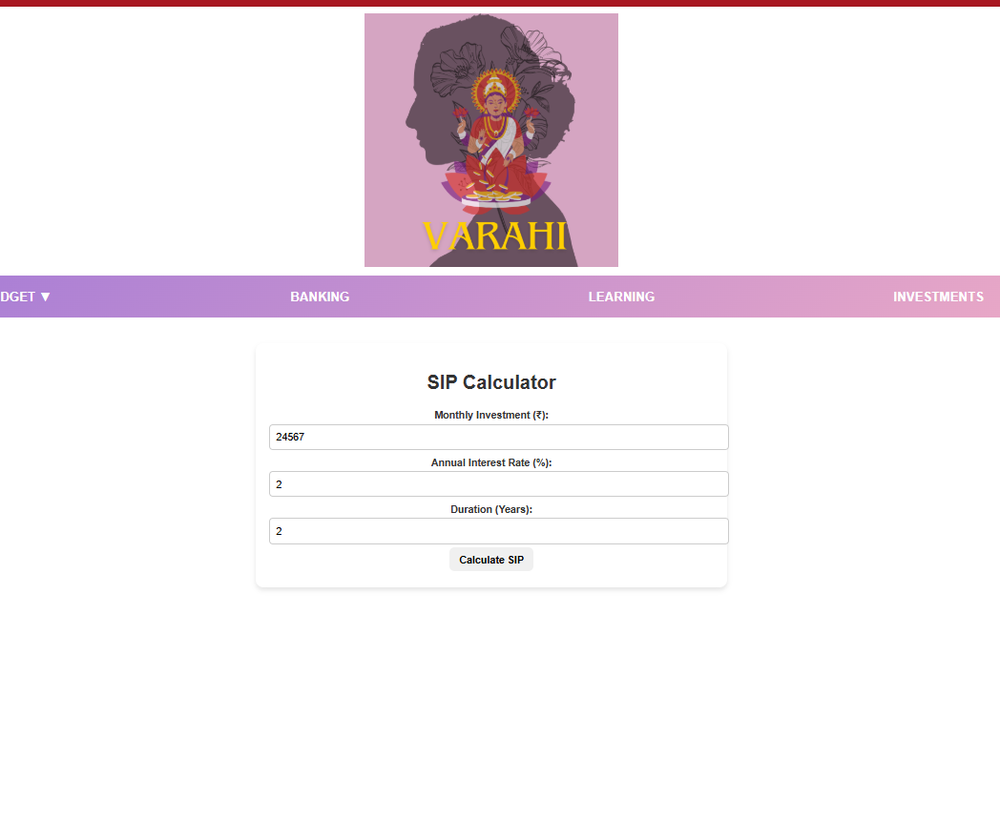 VARAHI
DGET ▼ BANKING LEARNING INVESTMENTS
SIP Calculator
Monthly Investment (₹):
24567
Annual Interest Rate (%):
2
Duration (Years):
2
Calculate SIP